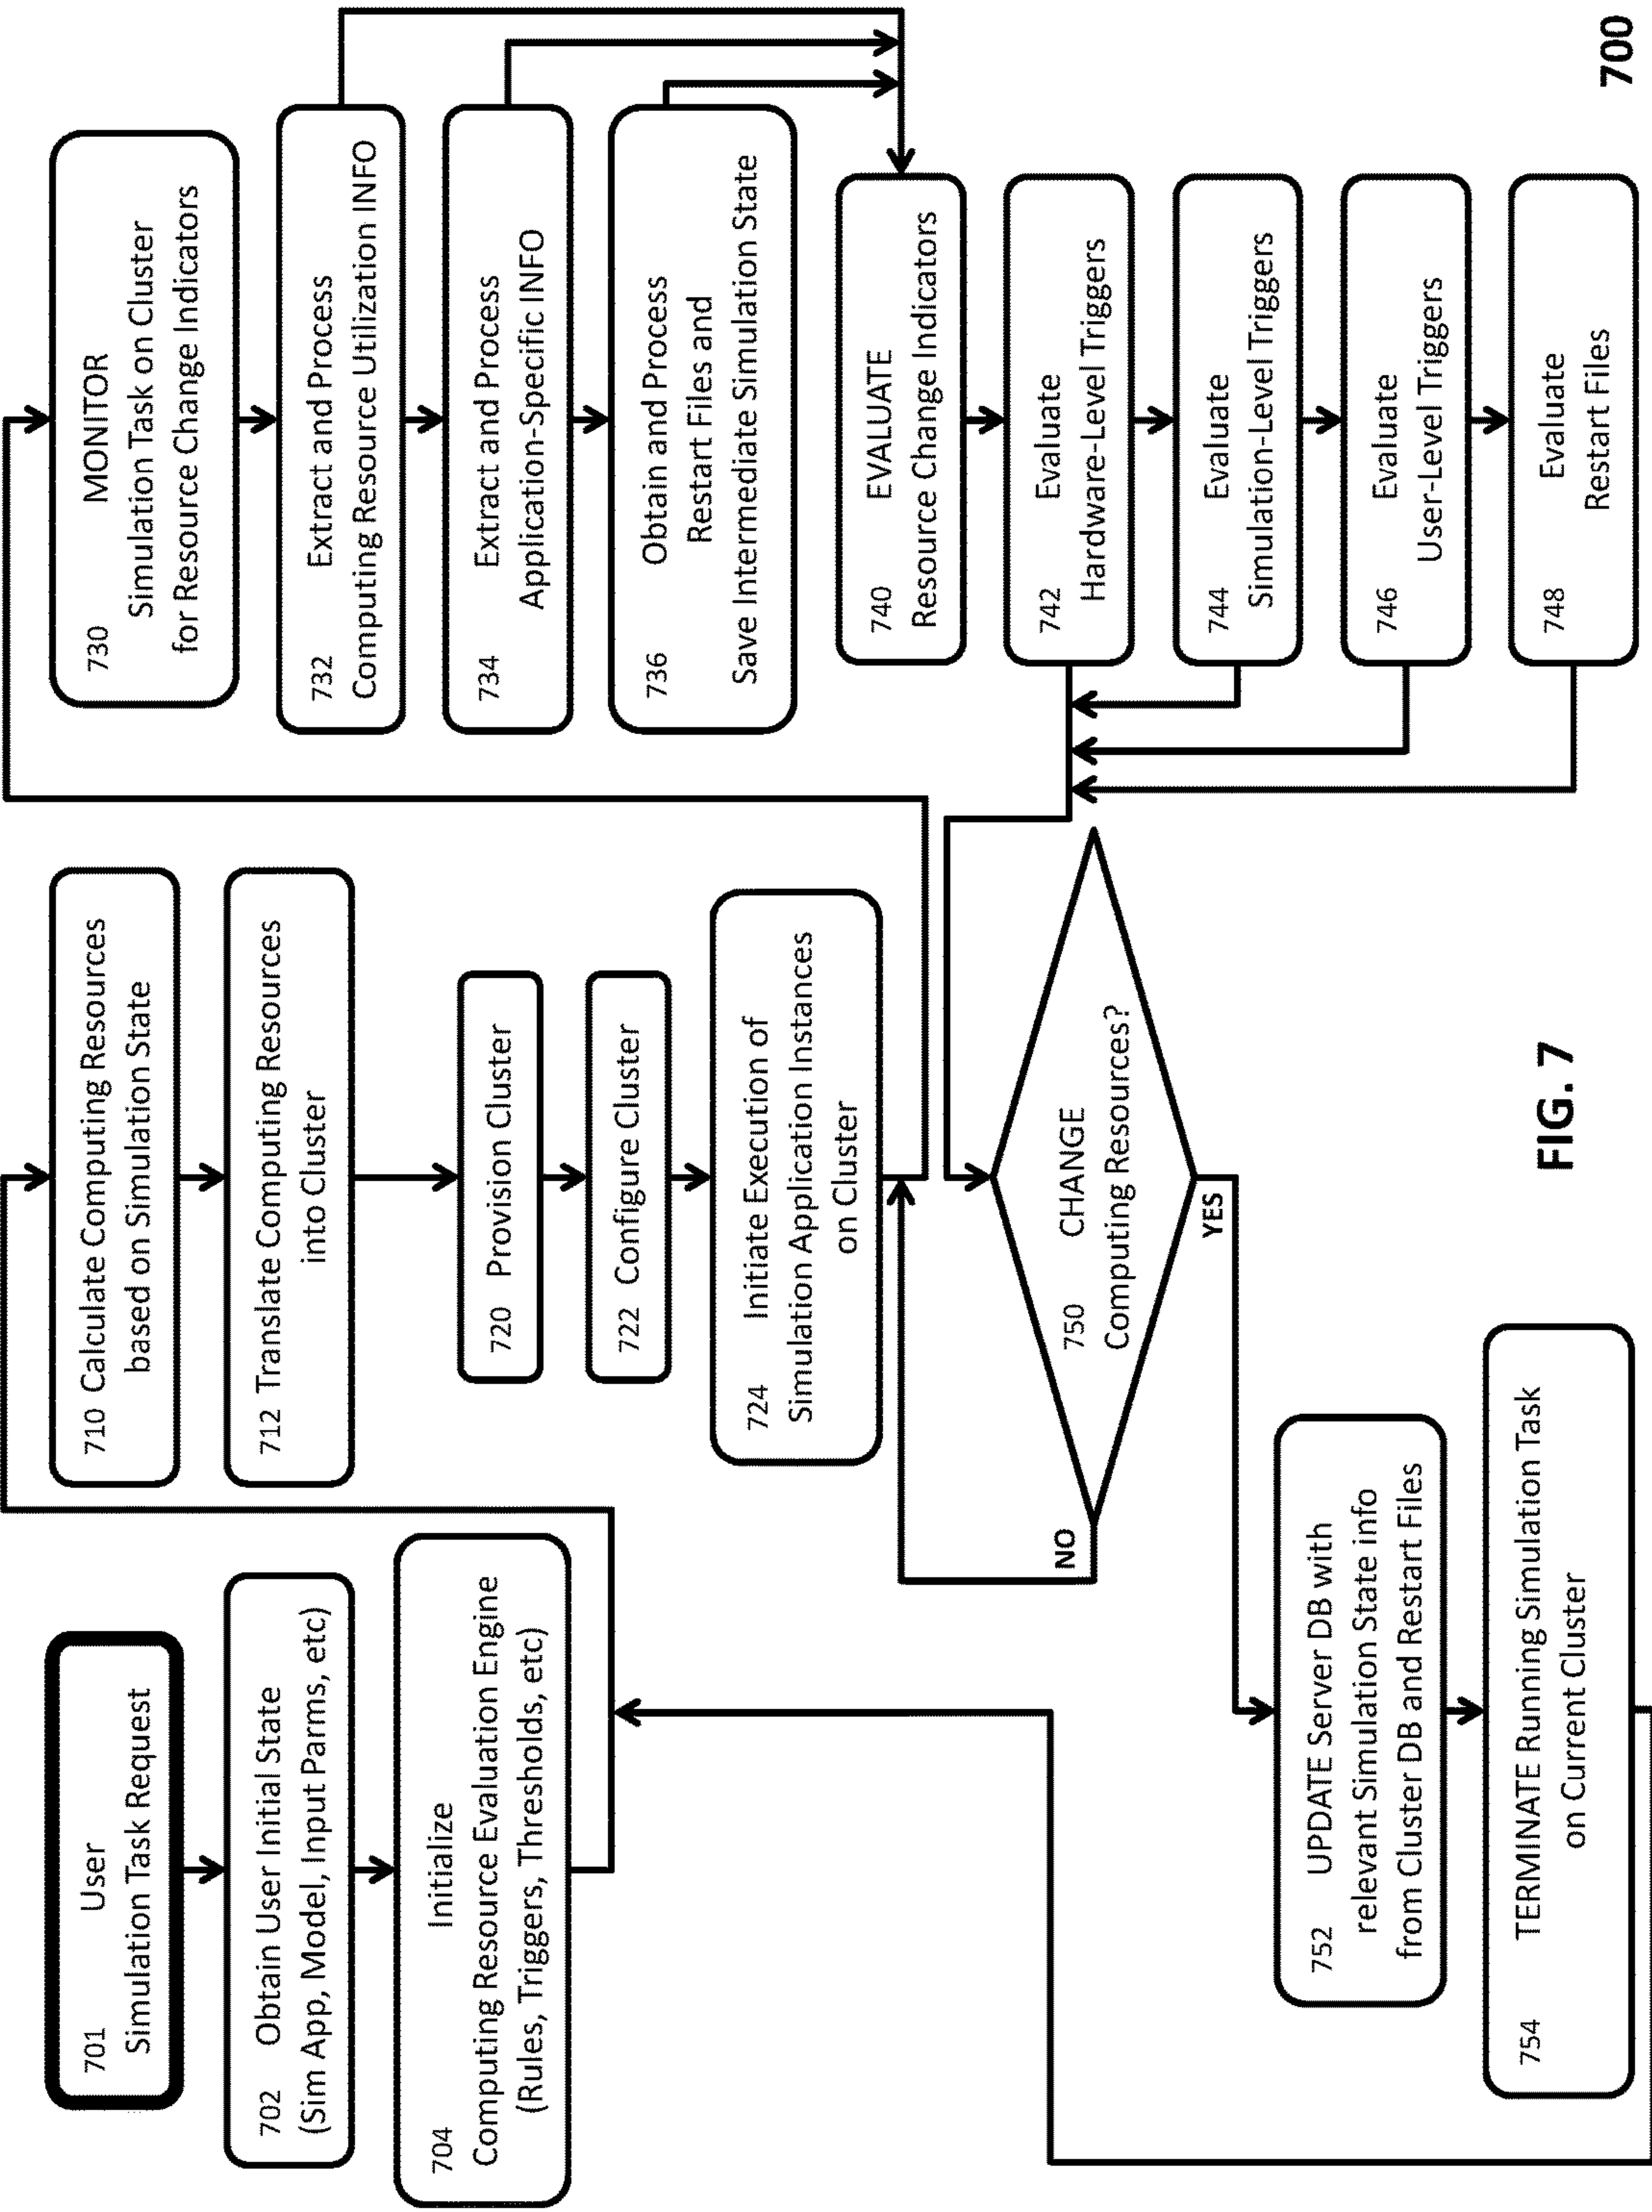 701 User
Simulation Task Request
702 Obtain User Initial State
(Sim App, Model, Input Parms, etc)
704 Initialize
Computing Resource Evaluation Engine
(Rules, Triggers, Thresholds, etc)
710 Calculate Computing Resources
based on Simulation State
712 Translate Computing Resources
into Cluster
720 Provision Cluster
722 Configure Cluster
724 Initiate Execution of
Simulation Application Instances
on Cluster
730 MONITOR
Simulation Task on Cluster
for Resource Change Indicators
732 Extract and Process
Computing Resource Utilization INFO
734 Extract and Process
Application-Specific INFO
736 Obtain and Process
Restart Files and
Save Intermediate Simulation State
740 EVALUATE
Resource Change Indicators
742 Evaluate
Hardware-Level Triggers
744 Evaluate
Simulation-Level Triggers
746 Evaluate
User-Level Triggers
748 Evaluate
Restart Files
750 CHANGE
Computing Resources?
NO
YES
752 UPDATE Server DB with
relevant Simulation State info
from Cluster DB and Restart Files
754 TERMINATE Running Simulation Task
on Current Cluster
FIG. 7
700